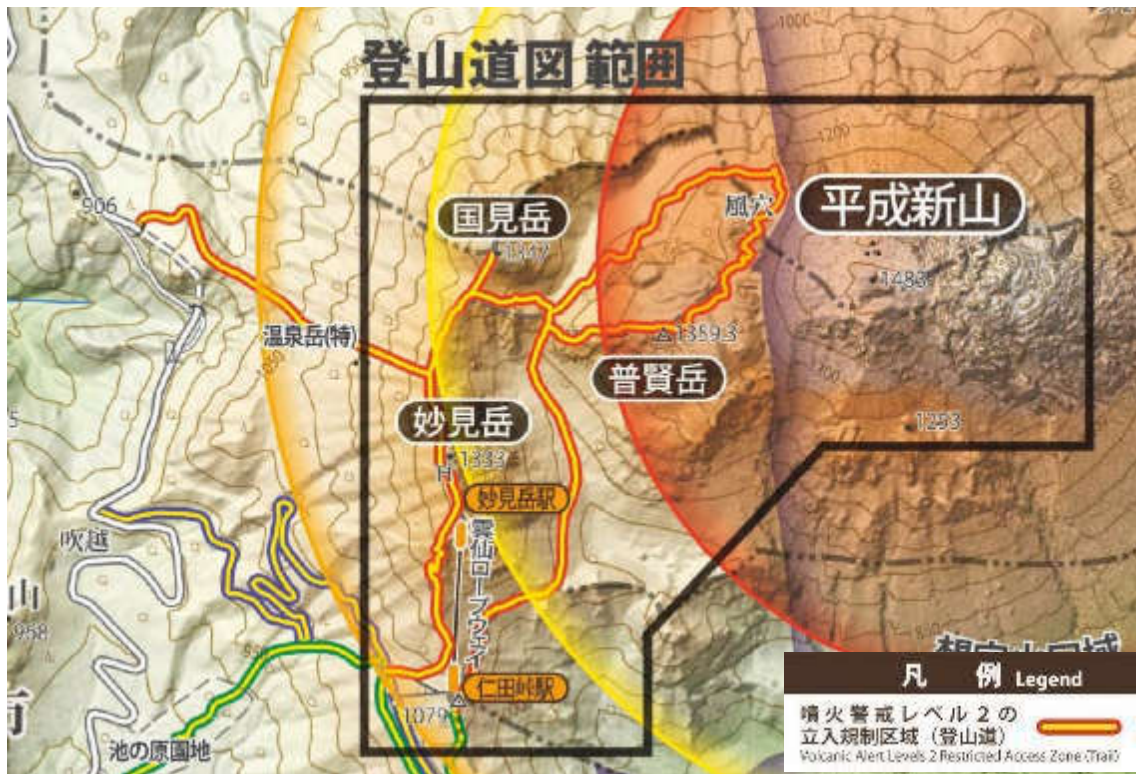 登山道図範囲
1000
1200
906
国見岳
1347
風穴
平成新山
1483
温泉岳(特)
1359.3
普賢岳
妙見岳
1333
1253
妙見岳駅
雲仙ロープウェイ
吹越
山
958
仁田峠駅
1079
池の原園地
凡 例 Legend
噴火警戒レベル2の
立入規制区域(登山道)
Volcanic Alert Levels 2 Restricted Access Zone (Trail)